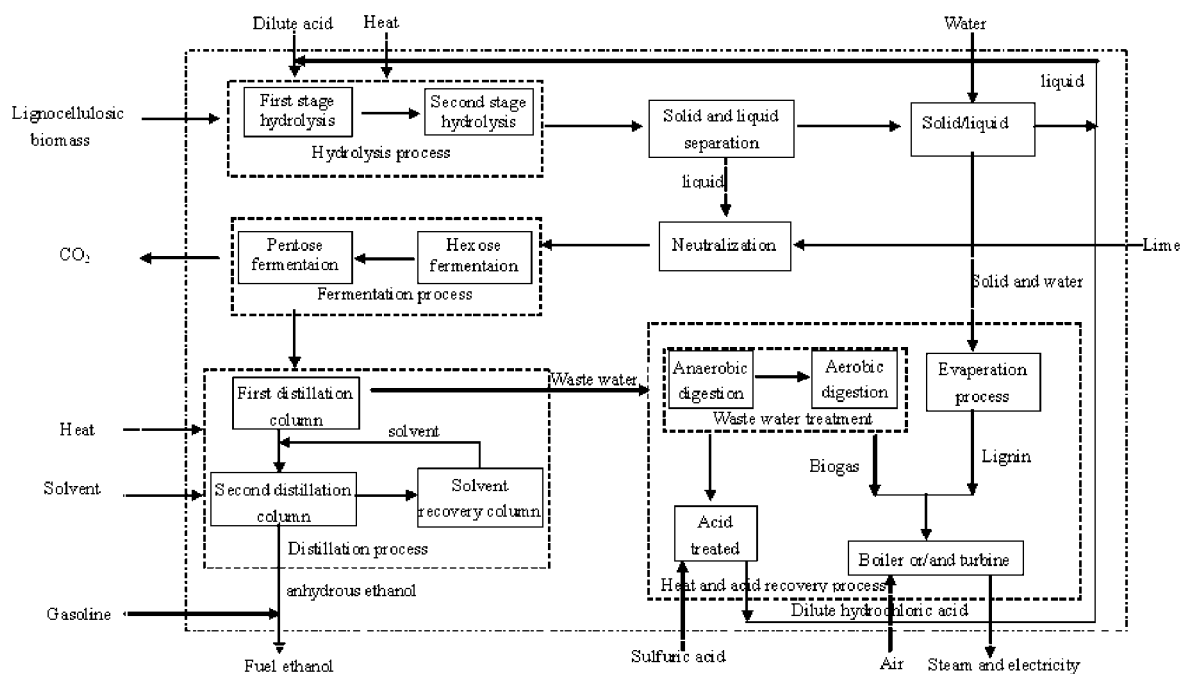 Dilute acid
Heat
Water
liquid
Lignocellulosic
biomass
First stage
hydrolysis
Second stage
hydrolysis
Hydrolysis process
Solid and liquid
separation
Solid/liquid
liquid
CO₂
Pentose
fermentaion
Hexose
fermentaion
Fermentation process
Neutralization
Lime
Solid and water
First distillation
column
Waste water
Anaerobic
digestion
Aerobic
digestion
Waste water treatment
Evaperation
process
Heat
solvent
Biogas
Lignin
Solvent
Second distillation
column
Solvent
recovery column
Distillation process
Acid
treated
Boiler or/and turbine
Heat and acid recovery process
anhydrous ethanol
Gasoline
Dilute hydrochloric acid
Fuel ethanol
Sulfuric acid
Air
Steam and electricity